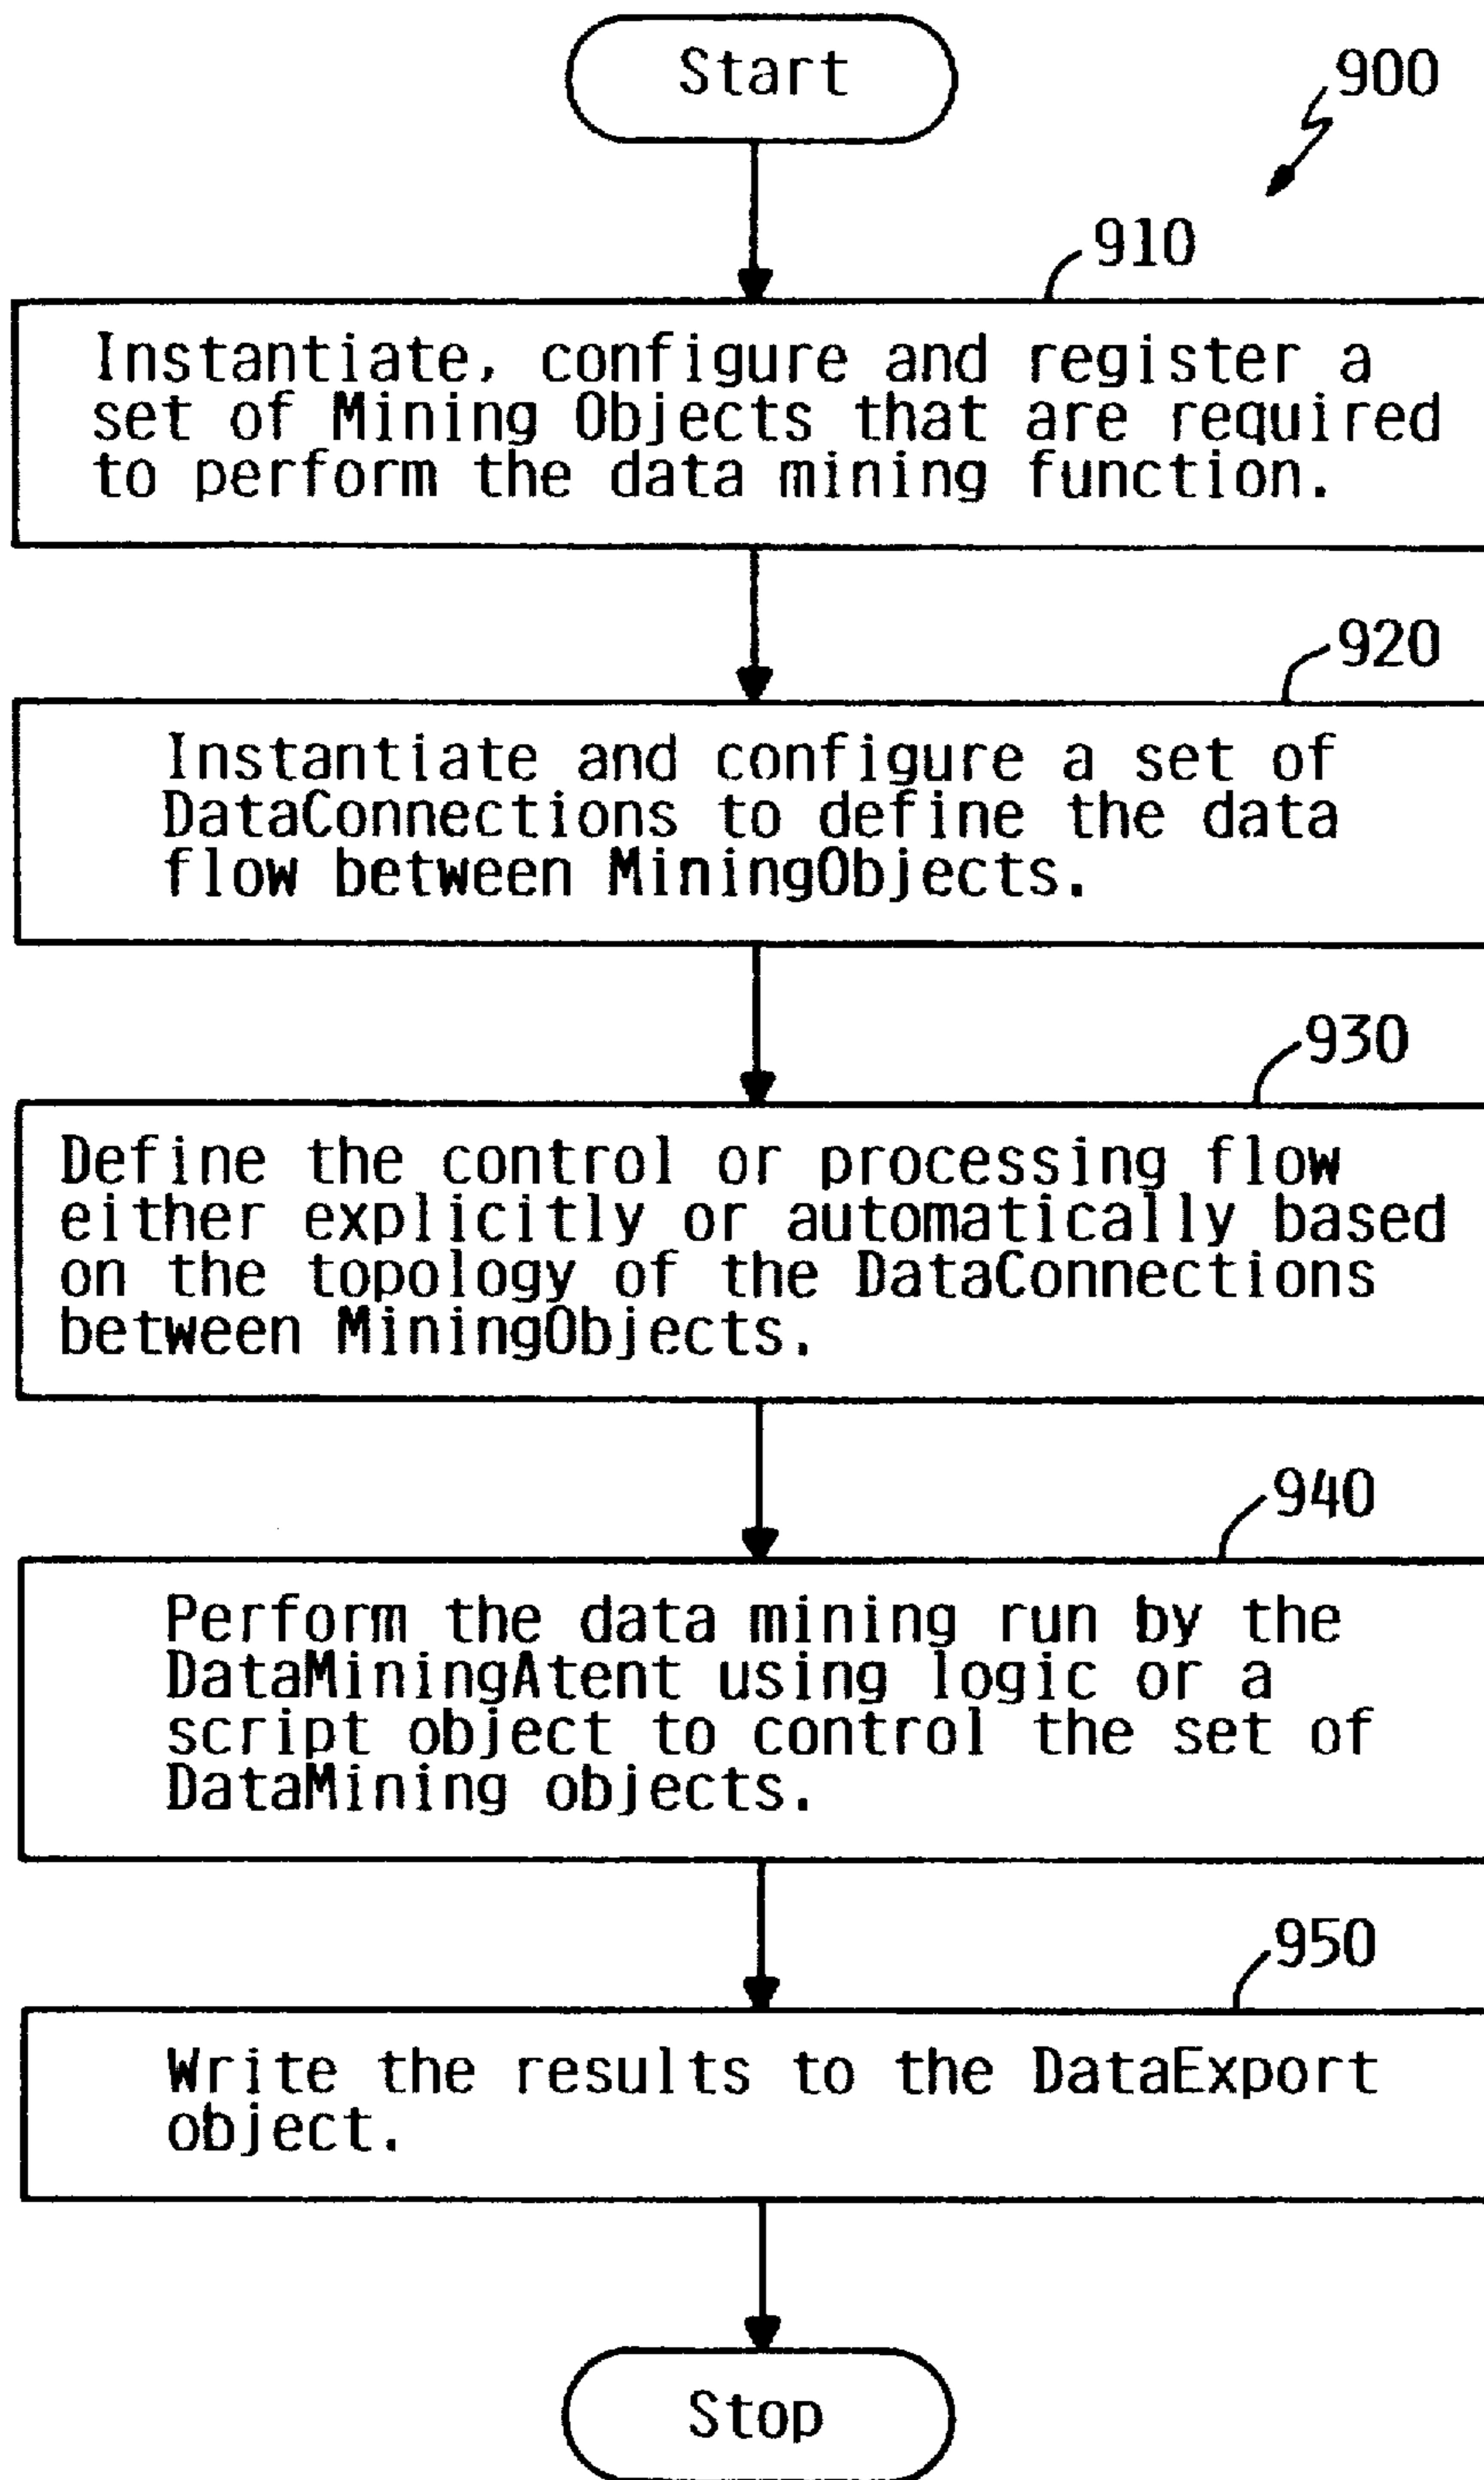 Start
900
910
Instantiate, configure and register a
set of Mining Objects that are required
to perform the data mining function.
920
Instantiate and configure a set of
DataConnections to define the data
flow between MiningObjects.
930
Define the control or processing flow
either explicitly or automatically based
on the topology of the DataConnections
between MiningObjects.
940
Perform the data mining run by the
DataMiningAtent using logic or a
script object to control the set of
DataMining objects.
950
Write the results to the DataExport
object.
Stop